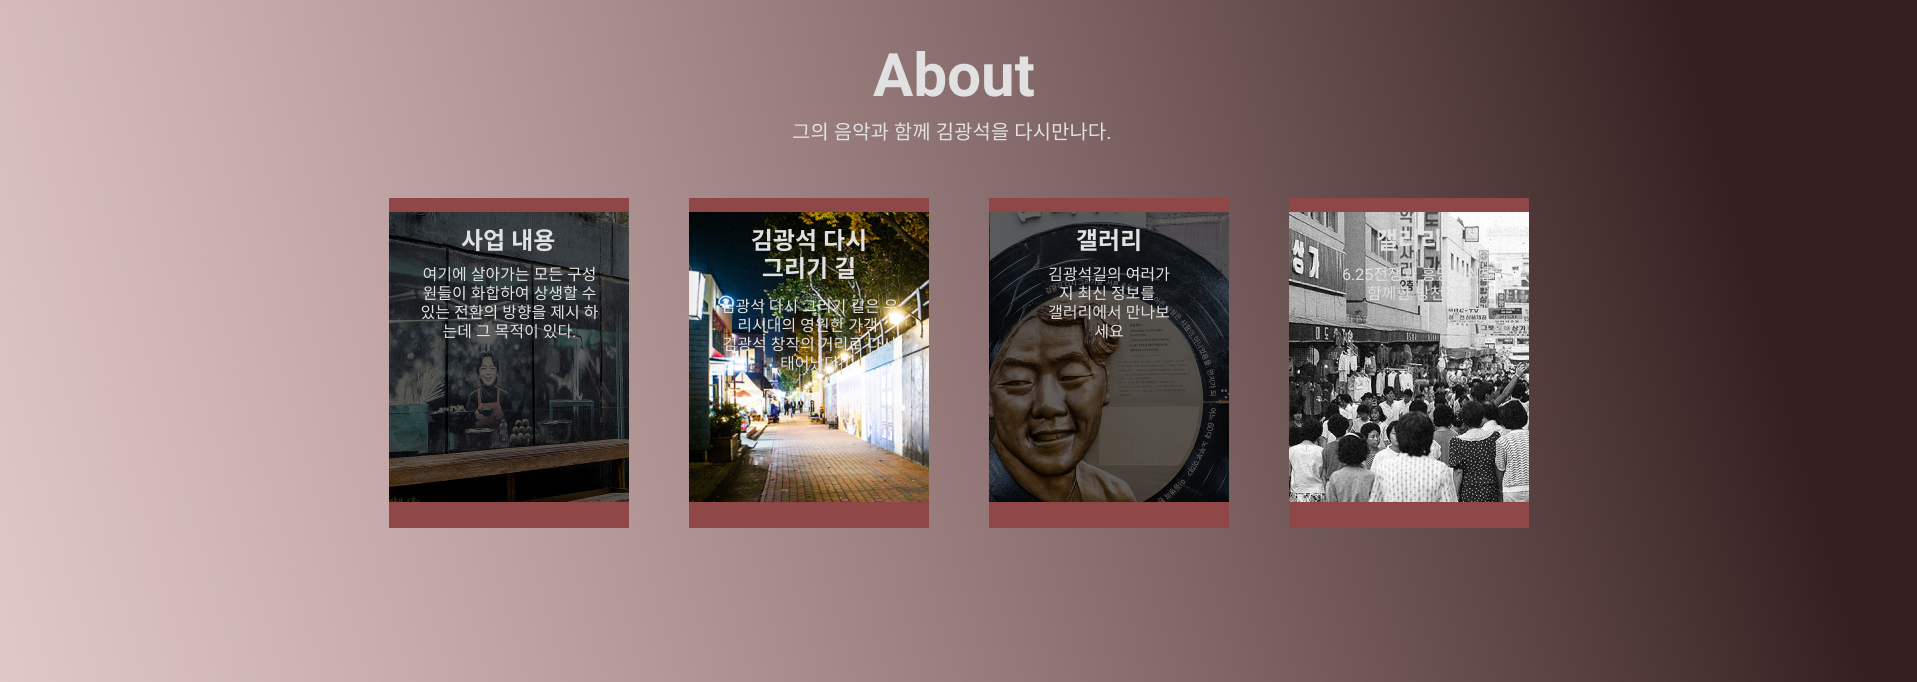 About
그의 음악과 함께 김광석을 다시만나다.
사업 내용
여기에 살아가는 모든 구성
원들이 화합하여 상생할 수
있는 전환의 방향을 제시 하
는데 그 목적이 있다.
김광석 다시
그리기 길
김광석 다시 그리기 길은 우
리시대의 영원한 가객
김광석 창작의 거리로 다시
태어났다.
갤러리
김광석길의 여러가
지 최신 정보를
갤러리에서 만나보
세요
갤러리
6.25전쟁
함께한 방천
상가